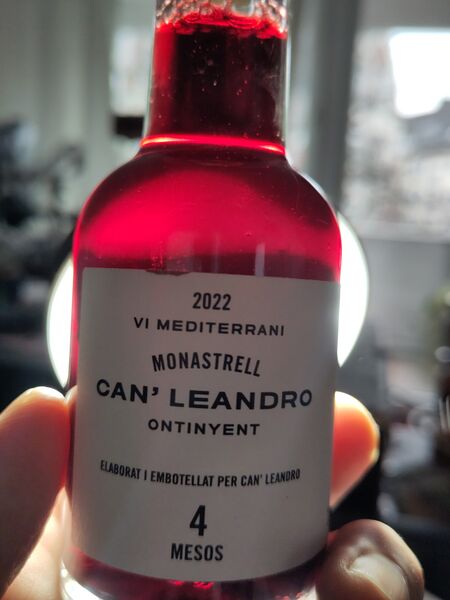 2022
VI MEDITERRANI
MONASTRELL
CAN' LEANDRO
ONTINYENT
ELABORAT I EMBOTELLAT PER CAN' LEANDRO
4
MESOS